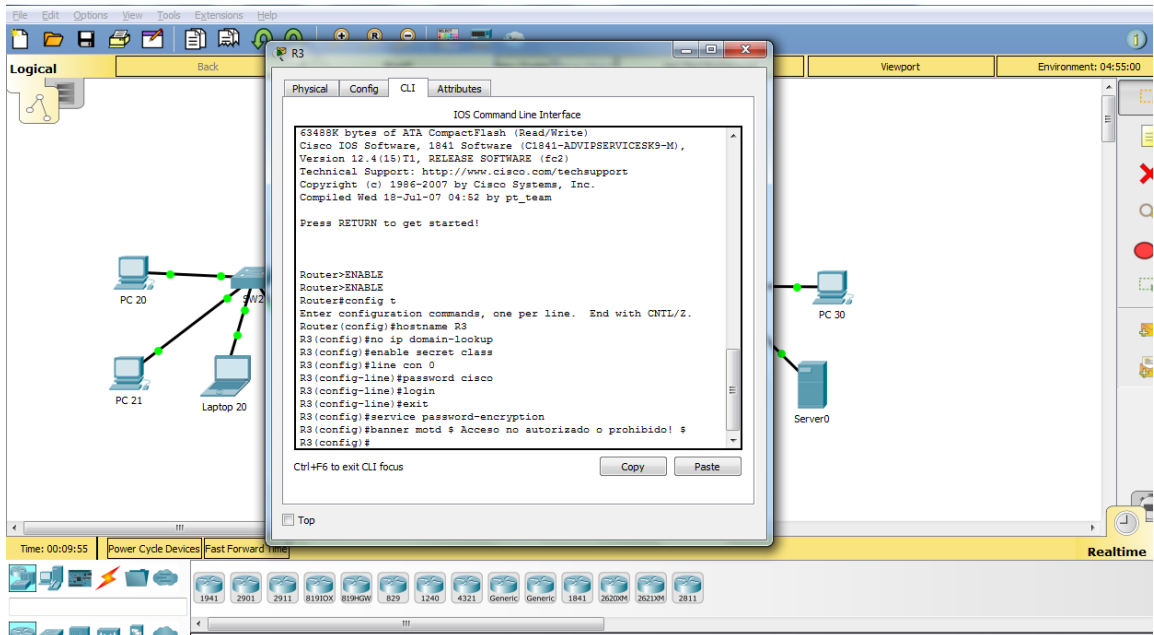 File Edit Options View Tools Extensions Help
R3
Logical
Back
Viewport
Environment: 04:55:00
Physical Config CLI Attributes
IOS Command Line Interface
63488K bytes of ATA CompactFlash (Read/Write)
Cisco IOS Software, 1841 Software (C1841-ADVIPSERVICESK9-M),
Version 12.4(15)T1, RELEASE SOFTWARE (fc2)
Technical Support: http://www.cisco.com/techsupport
Copyright (c) 1986-2007 by Cisco Systems, Inc.
Compiled Wed 18-Jul-07 04:52 by pt_team
Press RETURN to get started!
Router>ENABLE
Router>ENABLE
Router#config t
Enter configuration commands, one per line. End with CNTL/Z.
Router(config)#hostname R3
R3(config)#no ip domain-lookup
R3(config)#enable secret class
R3(config)#line con 0
R3(config-line)#password cisco
R3(config-line)#login
R3(config-line)#exit
R3(config)#service password-encryption
R3(config)#banner motd $ Acceso no autorizado o prohibido! $
R3(config)#
Ctrl+F6 to exit CLI focus
Copy
Paste
Top
PC 20
SW2
PC 21
Laptop 20
PC 30
Server0
Time: 00:09:55
Power Cycle Devices
Fast Forward Time
Realtime
1941 2901 2911 819IOX 819HGW 829 1240 4321 Generic Generic 1841 2620XM 2621XM 2811